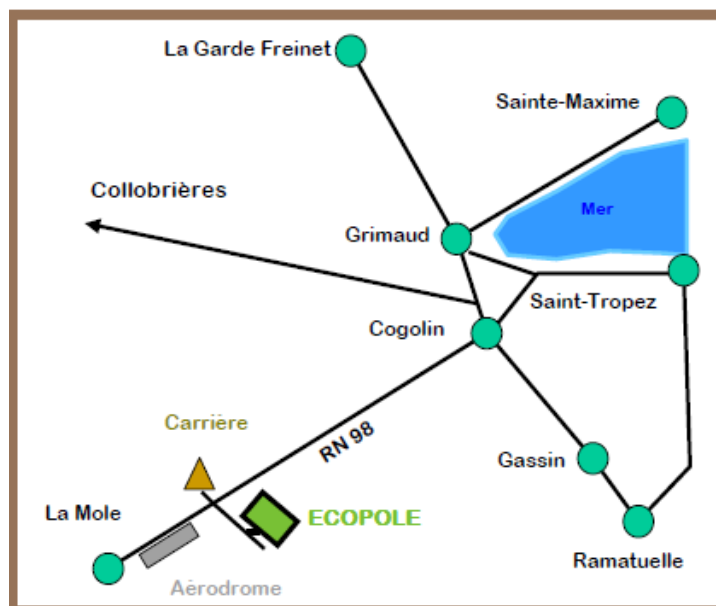 La Garde Freinet
Sainte-Maxime
Collobrières
Mer
Grimaud
Saint-Tropez
Cogolin
Carrière
RN 98
Gassin
La Mole
ECOPOLE
Ramatuelle
Aèrodrome